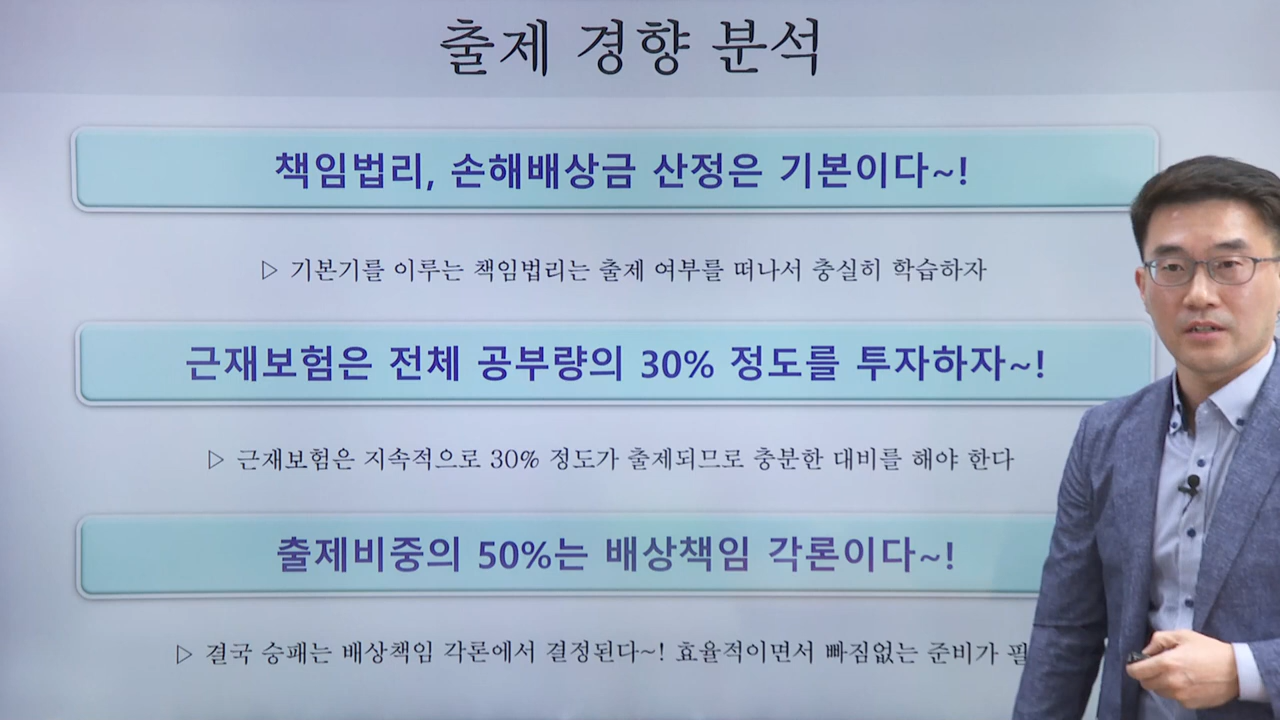 출제 경향 분석
책임법리, 손해배상금 산정은 기본이다~!
▷ 기본기를 이루는 책임법리는 출제 여부를 떠나서 충실히 학습하자
근재보험은 전체 공부량의 30% 정도를 투자하자~!
▷ 근재보험은 지속적으로 30% 정도가 출제되므로 충분한 대비를 해야 한다
출제비중의 50%는 배상책임 각론이다~!
▷ 결국 승패는 배상책임 각론에서 결정된다~! 효율적이면서 빠짐없는 준비가 필